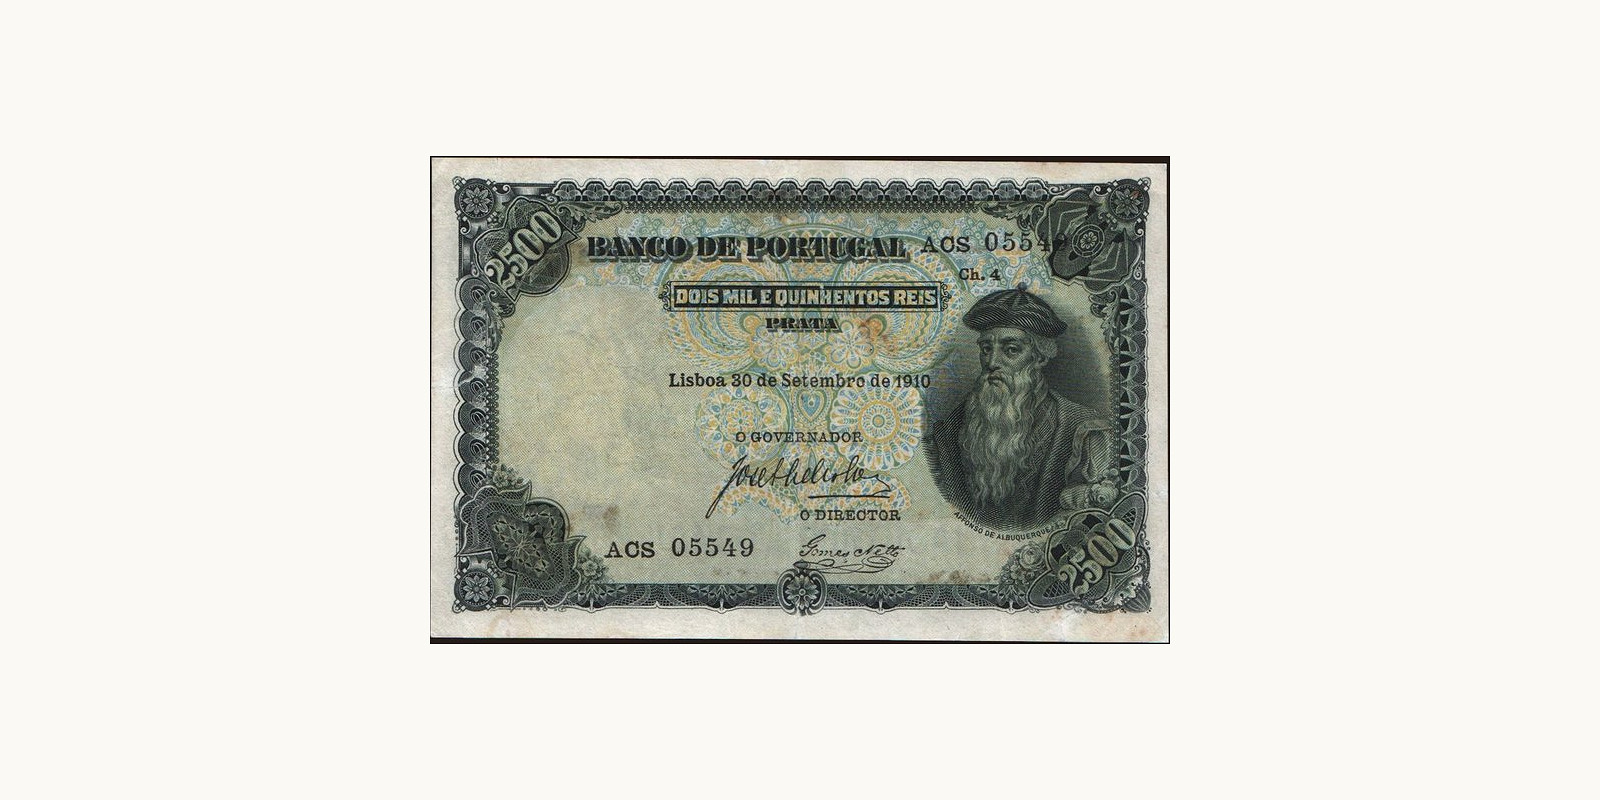 2500
BANCO DE PORTUGAL ACS 05549
Ch. 4
DOIS MIL E QUINHENTOS REIS
PRATA
Lisboa 30 de Setembro de 1910
O GOVERNADOR
O DIRECTOR
AFFONSO DE ALBUQUERQUE
ACS 05549
Gomes Netto
2500